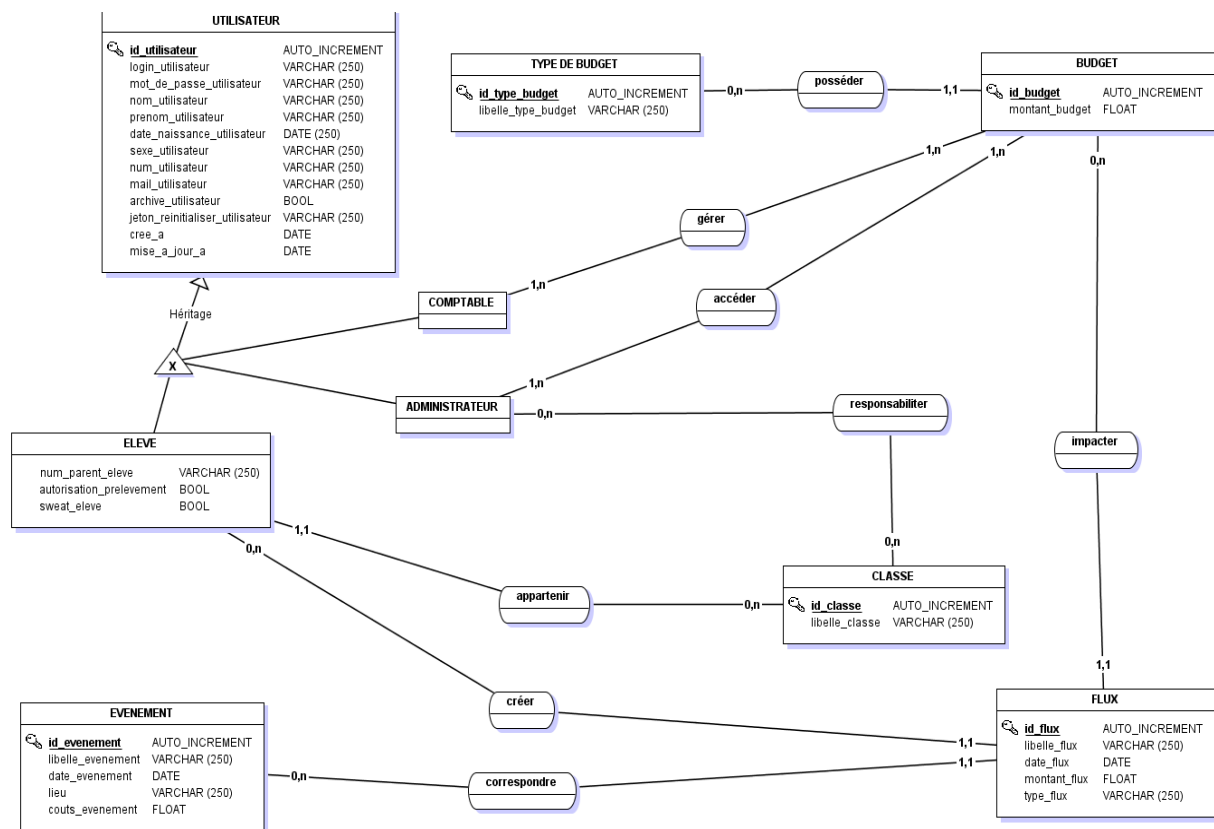 UTILISATEUR
id_utilisateur AUTO_INCREMENT
login_utilisateur VARCHAR (250)
mot_de_passe_utilisateur VARCHAR (250)
nom_utilisateur VARCHAR (250)
prenom_utilisateur VARCHAR (250)
date_naissance_utilisateur DATE (250)
sexe_utilisateur VARCHAR (250)
num_utilisateur VARCHAR (250)
mail_utilisateur VARCHAR (250)
archive_utilisateur BOOL
jeton_reinitialiser_utilisateur VARCHAR (250)
cree_a DATE
mise_a_jour_a DATE
TYPE DE BUDGET
id_type_budget AUTO_INCREMENT
libelle_type_budget VARCHAR (250)
0,n
posséder
1,1
BUDGET
id_budget AUTO_INCREMENT
montant_budget FLOAT
1,n
1,n
0,n
gérer
1,n
accéder
1,n
Héritage
X
COMPTABLE
ADMINISTRATEUR
0,n
responsabiliter
0,n
impacter
1,1
ELEVE
num_parent_eleve VARCHAR (250)
autorisation_prelevement BOOL
sweat_eleve BOOL
1,1
0,n
appartenir
0,n
CLASSE
id_classe AUTO_INCREMENT
libelle_classe VARCHAR (250)
créer
1,1
EVENEMENT
id_evenement AUTO_INCREMENT
libelle_evenement VARCHAR (250)
date_evenement DATE
lieu VARCHAR (250)
couts_evenement FLOAT
0,n
correspondre
1,1
FLUX
id_flux AUTO_INCREMENT
libelle_flux VARCHAR (250)
date_flux DATE
montant_flux FLOAT
type_flux VARCHAR (250)